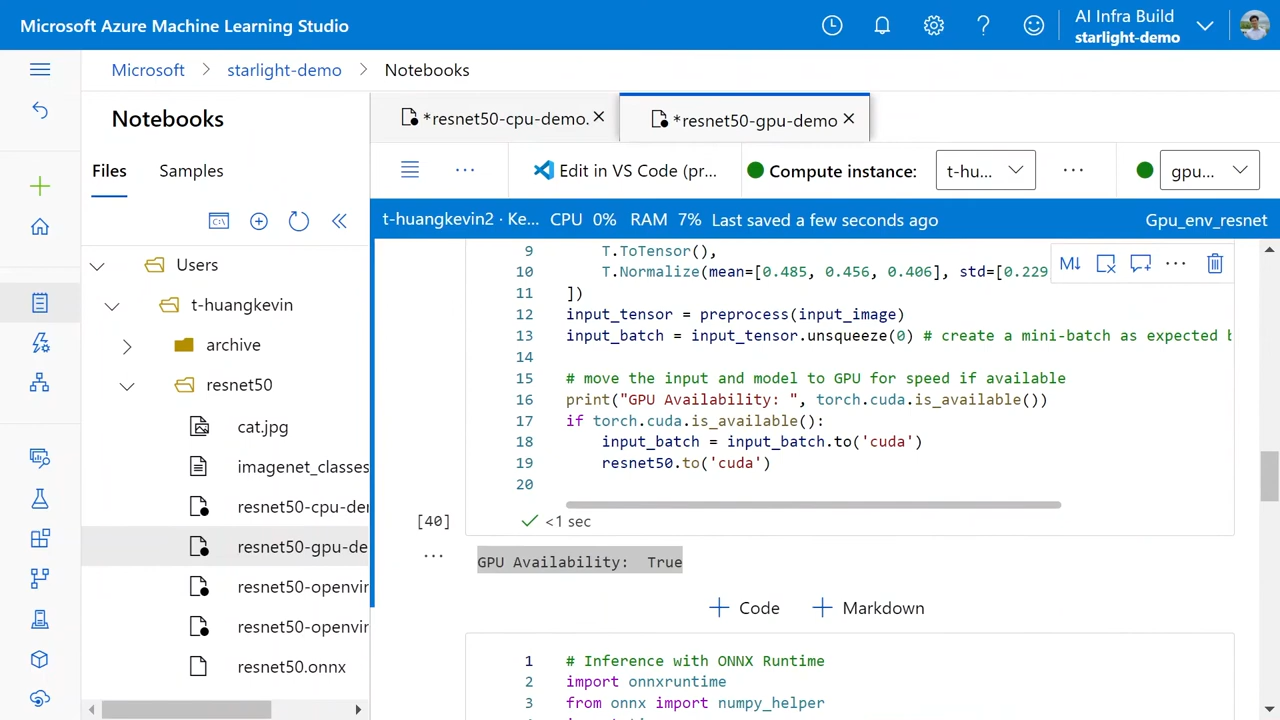 Microsoft Azure Machine Learning Studio
AI Infra Build
starlight-demo
Microsoft > starlight-demo > Notebooks
Notebooks
Files Samples
Users
t-huangkevin
archive
resnet50
cat.jpg
imagenet_classes
resnet50-cpu-de
resnet50-gpu-de
resnet50-openvi
resnet50-openvi
resnet50.onnx
*resnet50-cpu-demo. *resnet50-gpu-demo
... Edit in VS Code (pr... Compute instance: t-hu... ... gpu...
t-huangkevin2 · Ke... CPU 0% RAM 7% Last saved a few seconds ago Gpu_env_resnet
9 T.ToTensor(),
10 T.Normalize(mean=[0.485, 0.456, 0.406], std=[0.229
M↓ ...
11 ])
12 input_tensor = preprocess(input_image)
13 input_batch = input_tensor.unsqueeze(0) # create a mini-batch as expected b
14
15 # move the input and model to GPU for speed if available
16 print("GPU Availability: ", torch.cuda.is_available())
17 if torch.cuda.is_available():
18 input_batch = input_batch.to('cuda')
19 resnet50.to('cuda')
20
[40] <1 sec
... GPU Availability: True
+ Code + Markdown
1 # Inference with ONNX Runtime
2 import onnxruntime
3 from onnx import numpy_helper